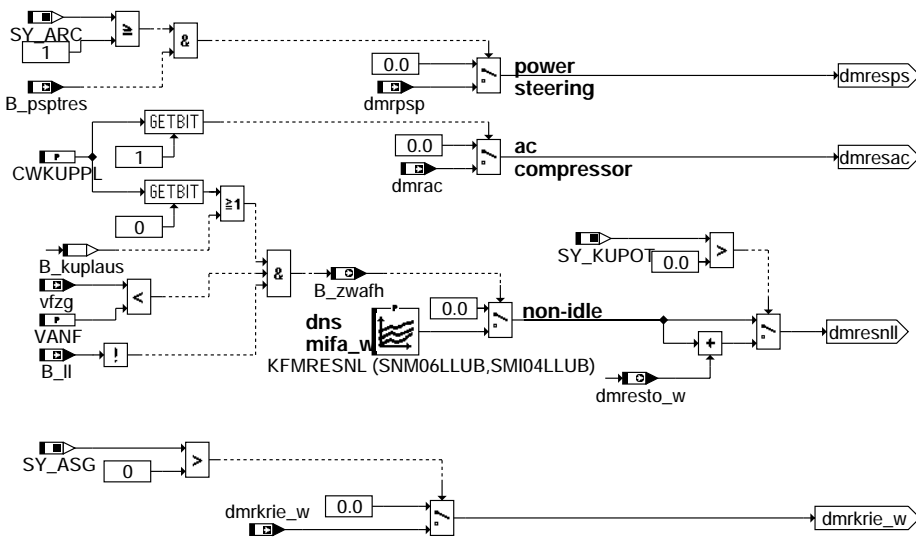 SY_ARC
1
≥
&
B_psptres
0.0
dmrpsp
power
steering
dmresps
GETBIT
1
P
CWKUPPL
0.0
dmrac
ac
compressor
dmresac
GETBIT
0
≥1
B_kuplaus
vfzg
P
VANF
<
B_ll
!
&
B_zwafh
SY_KUPOT
0.0
>
dns
mifa_w
P
0.0
non-idle
KFMRESNL (SNM06LLUB,SMI04LLUB)
+
dmresto_w
dmresnll
SY_ASG
0
>
dmrkrie_w
0.0
dmrkrie_w